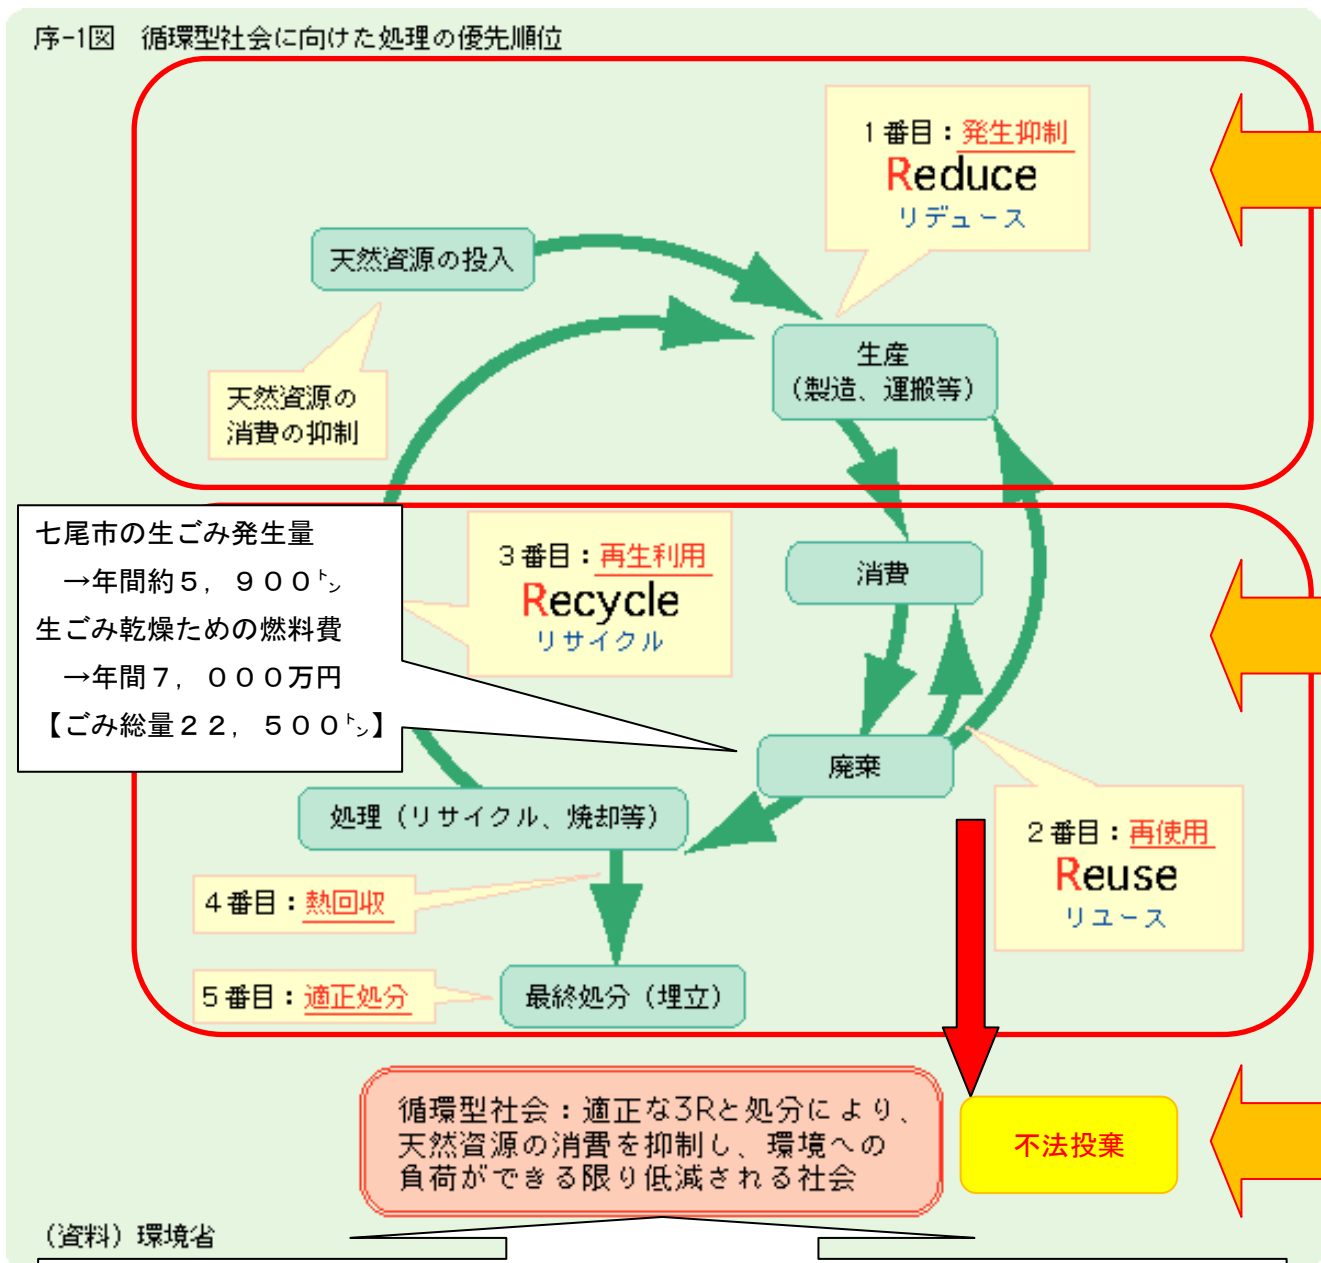 序-1図　循環型社会に向けた処理の優先順位
1番目：発生抑制
Reduce
リデュース
天然資源の投入
生産
（製造、運搬等）
天然資源の
消費の抑制
七尾市の生ごみ発生量
→年間約５，９００㌧
生ごみ乾燥ための燃料費
→年間７，０００万円
【ごみ総量２２，５００㌧】
3番目：再生利用
Recycle
リサイクル
消費
廃棄
処理（リサイクル、焼却等）
2番目：再使用
Reuse
リユース
4番目：熱回収
5番目：適正処分
最終処分（埋立）
循環型社会：適正な3Rと処分により、
天然資源の消費を抑制し、環境への
負荷ができる限り低減される社会
不法投棄
（資料）環境省